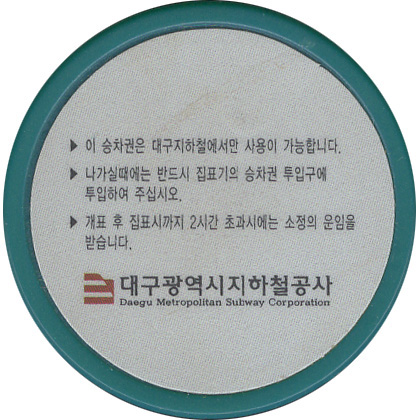 ▶ 이 승차권은 대구지하철에서만 사용이 가능합니다.
▶ 나가실때에는 반드시 집표기의 승차권 투입구에
투입하여 주십시오.
▶ 개표 후 집표시까지 2시간 초과시에는 소정의 운임을
받습니다.
대구광역시지하철공사
Daegu Metropolitan Subway Corporation